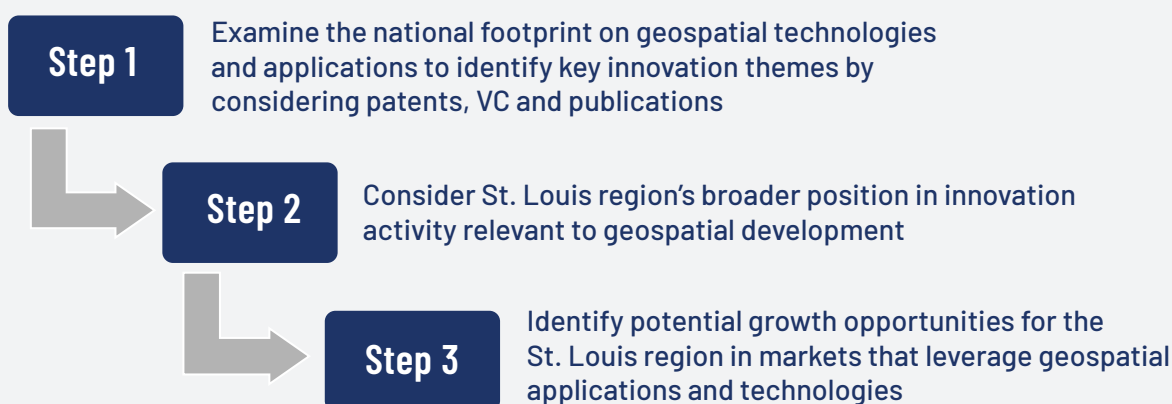 Step 1
Examine the national footprint on geospatial technologies
and applications to identify key innovation themes by
considering patents, VC and publications
Step 2
Consider St. Louis region's broader position in innovation
activity relevant to geospatial development
Step 3
Identify potential growth opportunities for the
St. Louis region in markets that leverage geospatial
applications and technologies